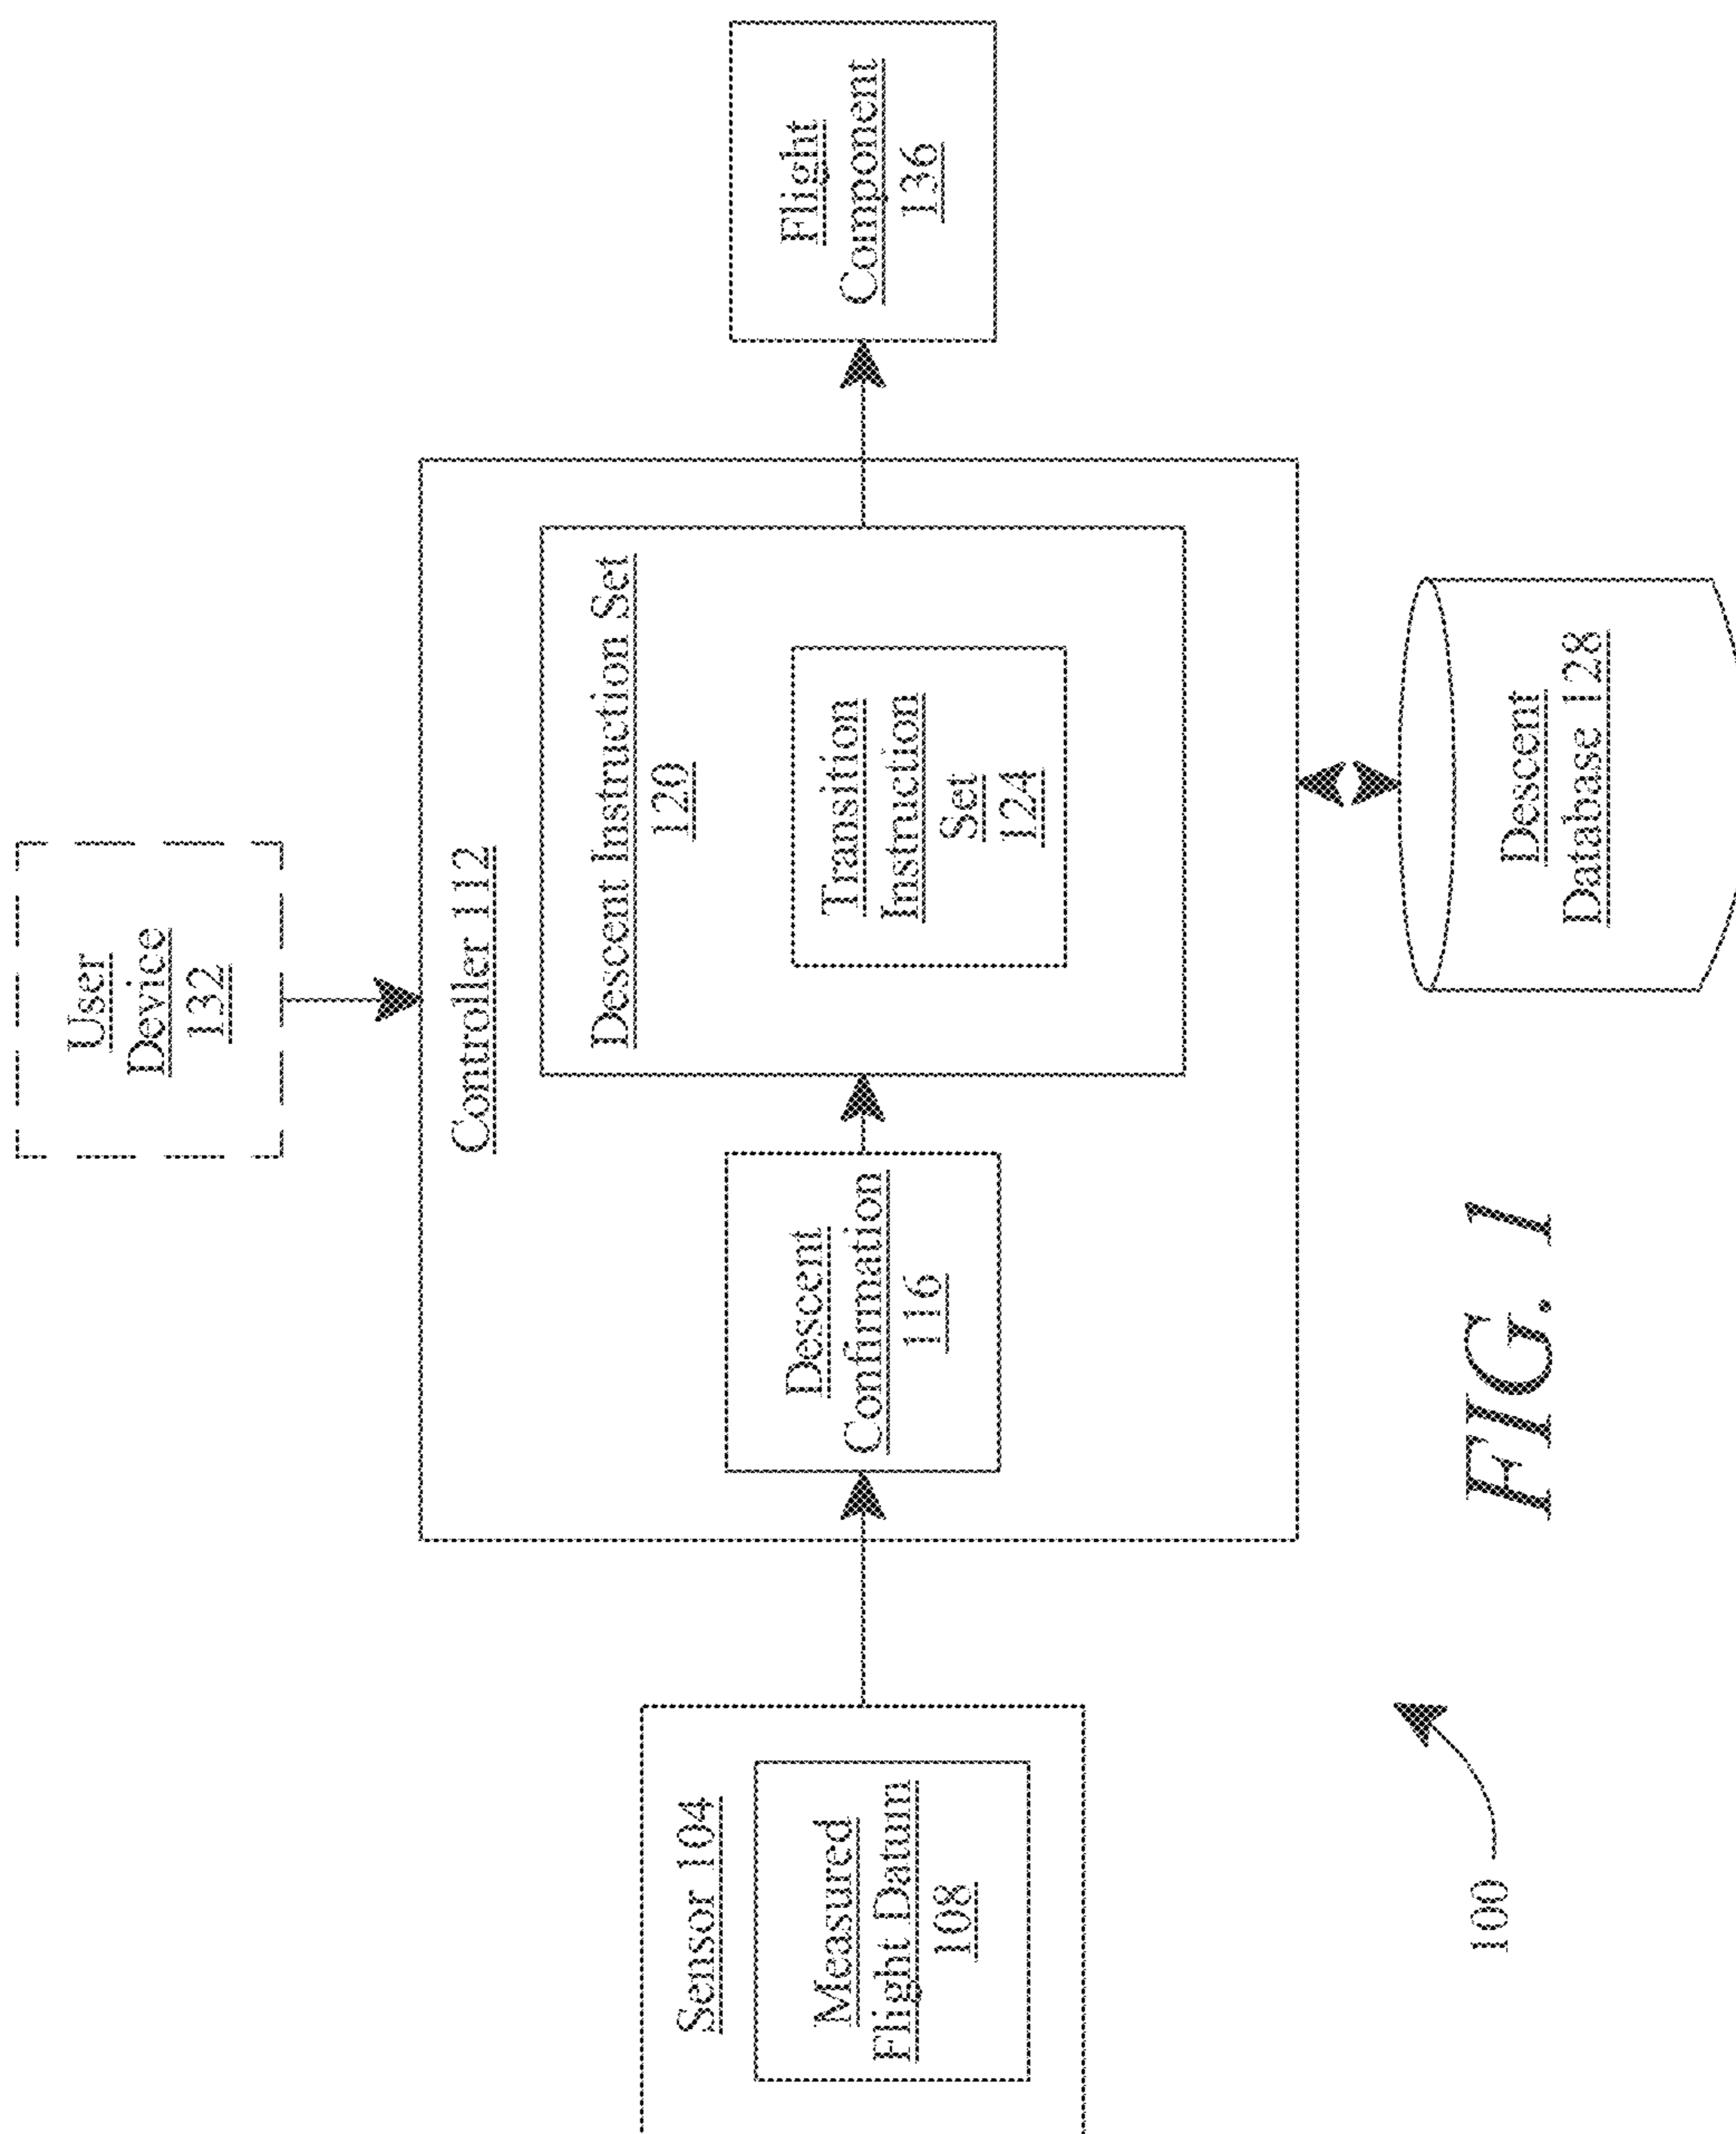 User
Device
132
Controller 112
Sensor 104
Measured
Flight Datum
108
Descent
Confirmation
116
Descent Instruction Set
120
Transition
Instruction
Set
124
Flight
Component
136
Descent
Database 128
100
FIG. 1